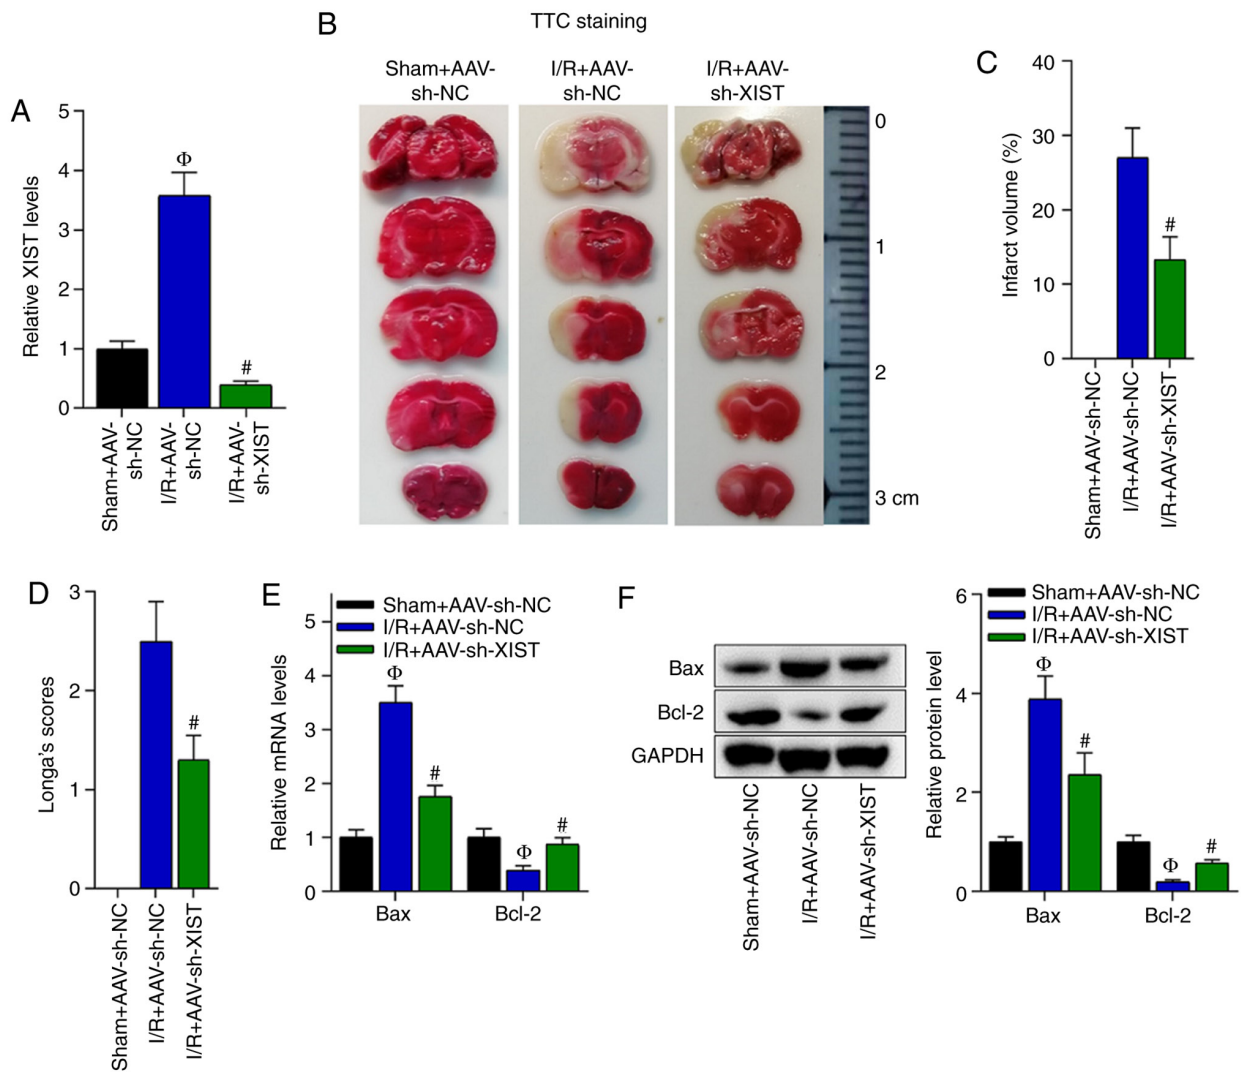 A
Relative XIST levels
5
4
3
2
1
0
Φ
#
Sham+AAV-
sh-NC
I/R+AAV-
sh-NC
I/R+AAV-
sh-XIST
B
TTC staining
Sham+AAV-
sh-NC
I/R+AAV-
sh-NC
I/R+AAV-
sh-XIST
0
1
2
3 cm
C
Infarct volume (%)
40
30
20
10
0
#
Sham+AAV-sh-NC
I/R+AAV-sh-NC
I/R+AAV-sh-XIST
D
Longa's scores
3
2
1
0
#
Sham+AAV-sh-NC
I/R+AAV-sh-NC
I/R+AAV-sh-XIST
E
Sham+AAV-sh-NC
I/R+AAV-sh-NC
I/R+AAV-sh-XIST
Relative mRNA levels
5
4
3
2
1
0
Φ
#
Φ
#
Bax
Bcl-2
F
Bax
Bcl-2
GAPDH
Sham+AAV-sh-NC
I/R+AAV-sh-NC
I/R+AAV-sh-XIST
Sham+AAV-sh-NC
I/R+AAV-sh-NC
I/R+AAV-sh-XIST
Relative protein level
6
4
2
0
Φ
#
Φ
#
Bax
Bcl-2